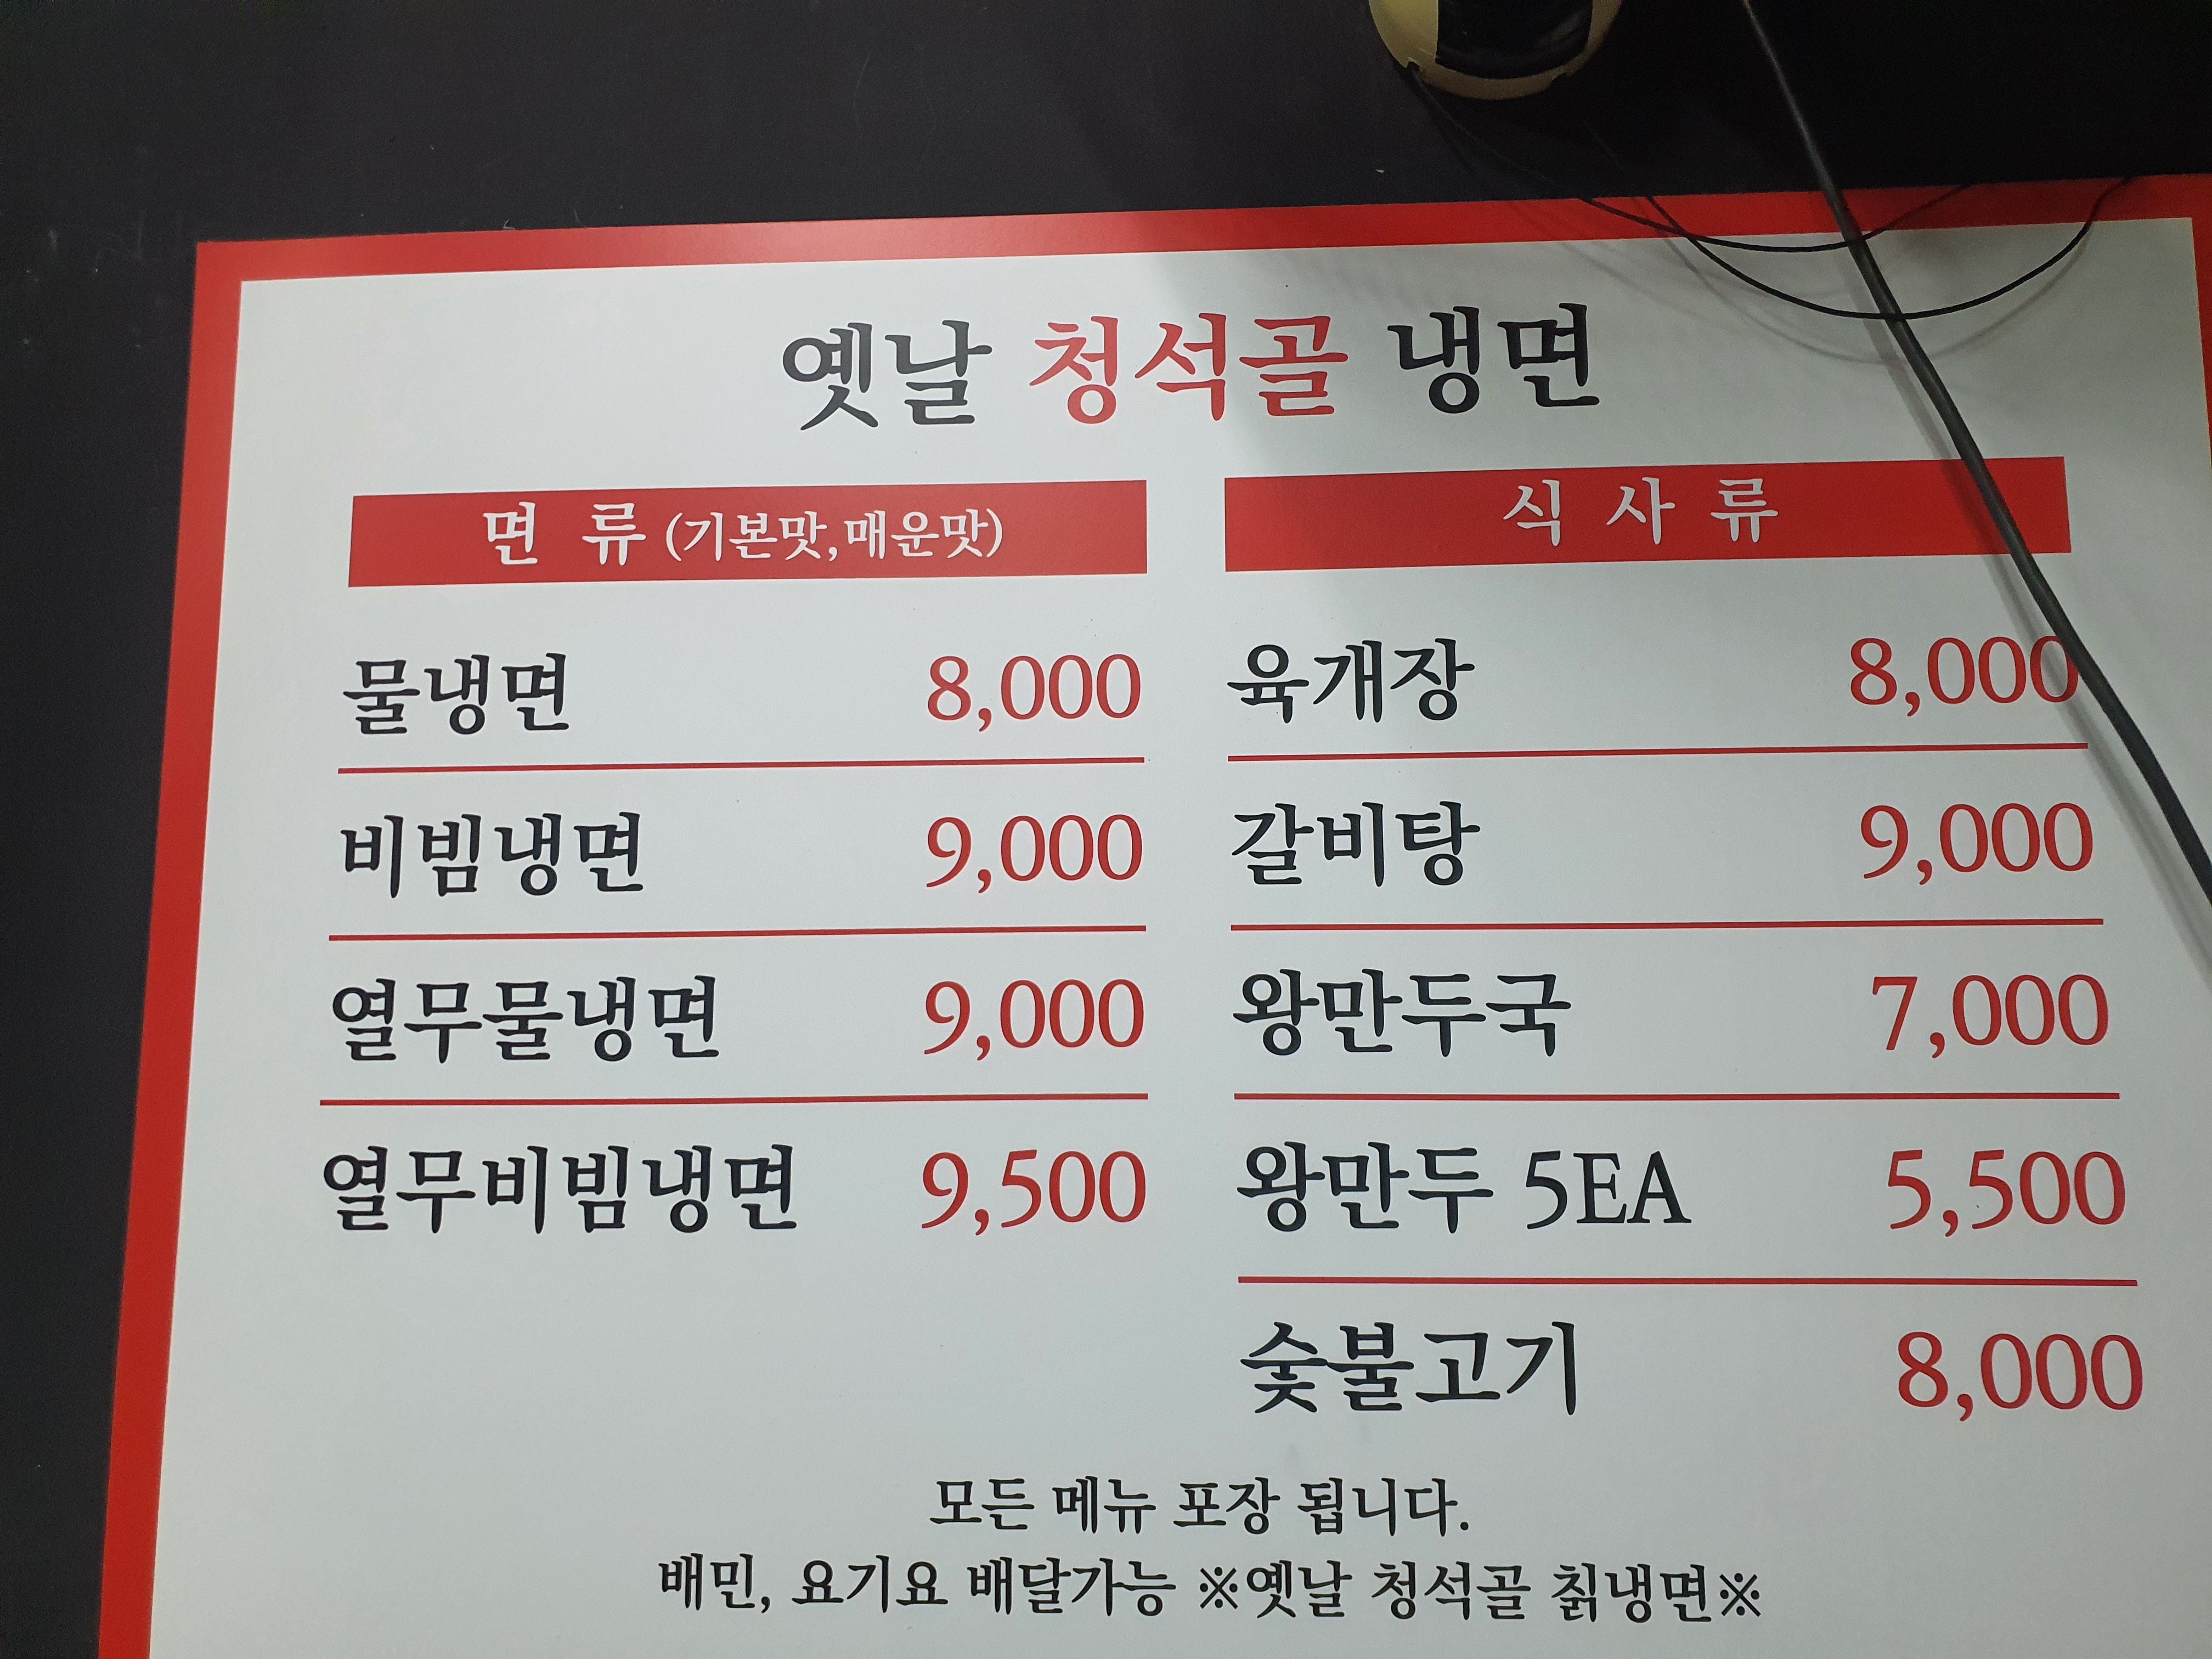 옛날 청석골 냉면
면 류 (기본맛,매운맛)
물냉면 8,000
비빔냉면 9,000
열무물냉면 9,000
열무비빔냉면 9,500
식 사 류
육개장 8,000
갈비탕 9,000
왕만두국 7,000
왕만두 5EA 5,500
숯불고기 8,000
모든 메뉴 포장 됩니다.
배민, 요기요 배달가능 ※옛날 청석골 칡냉면※